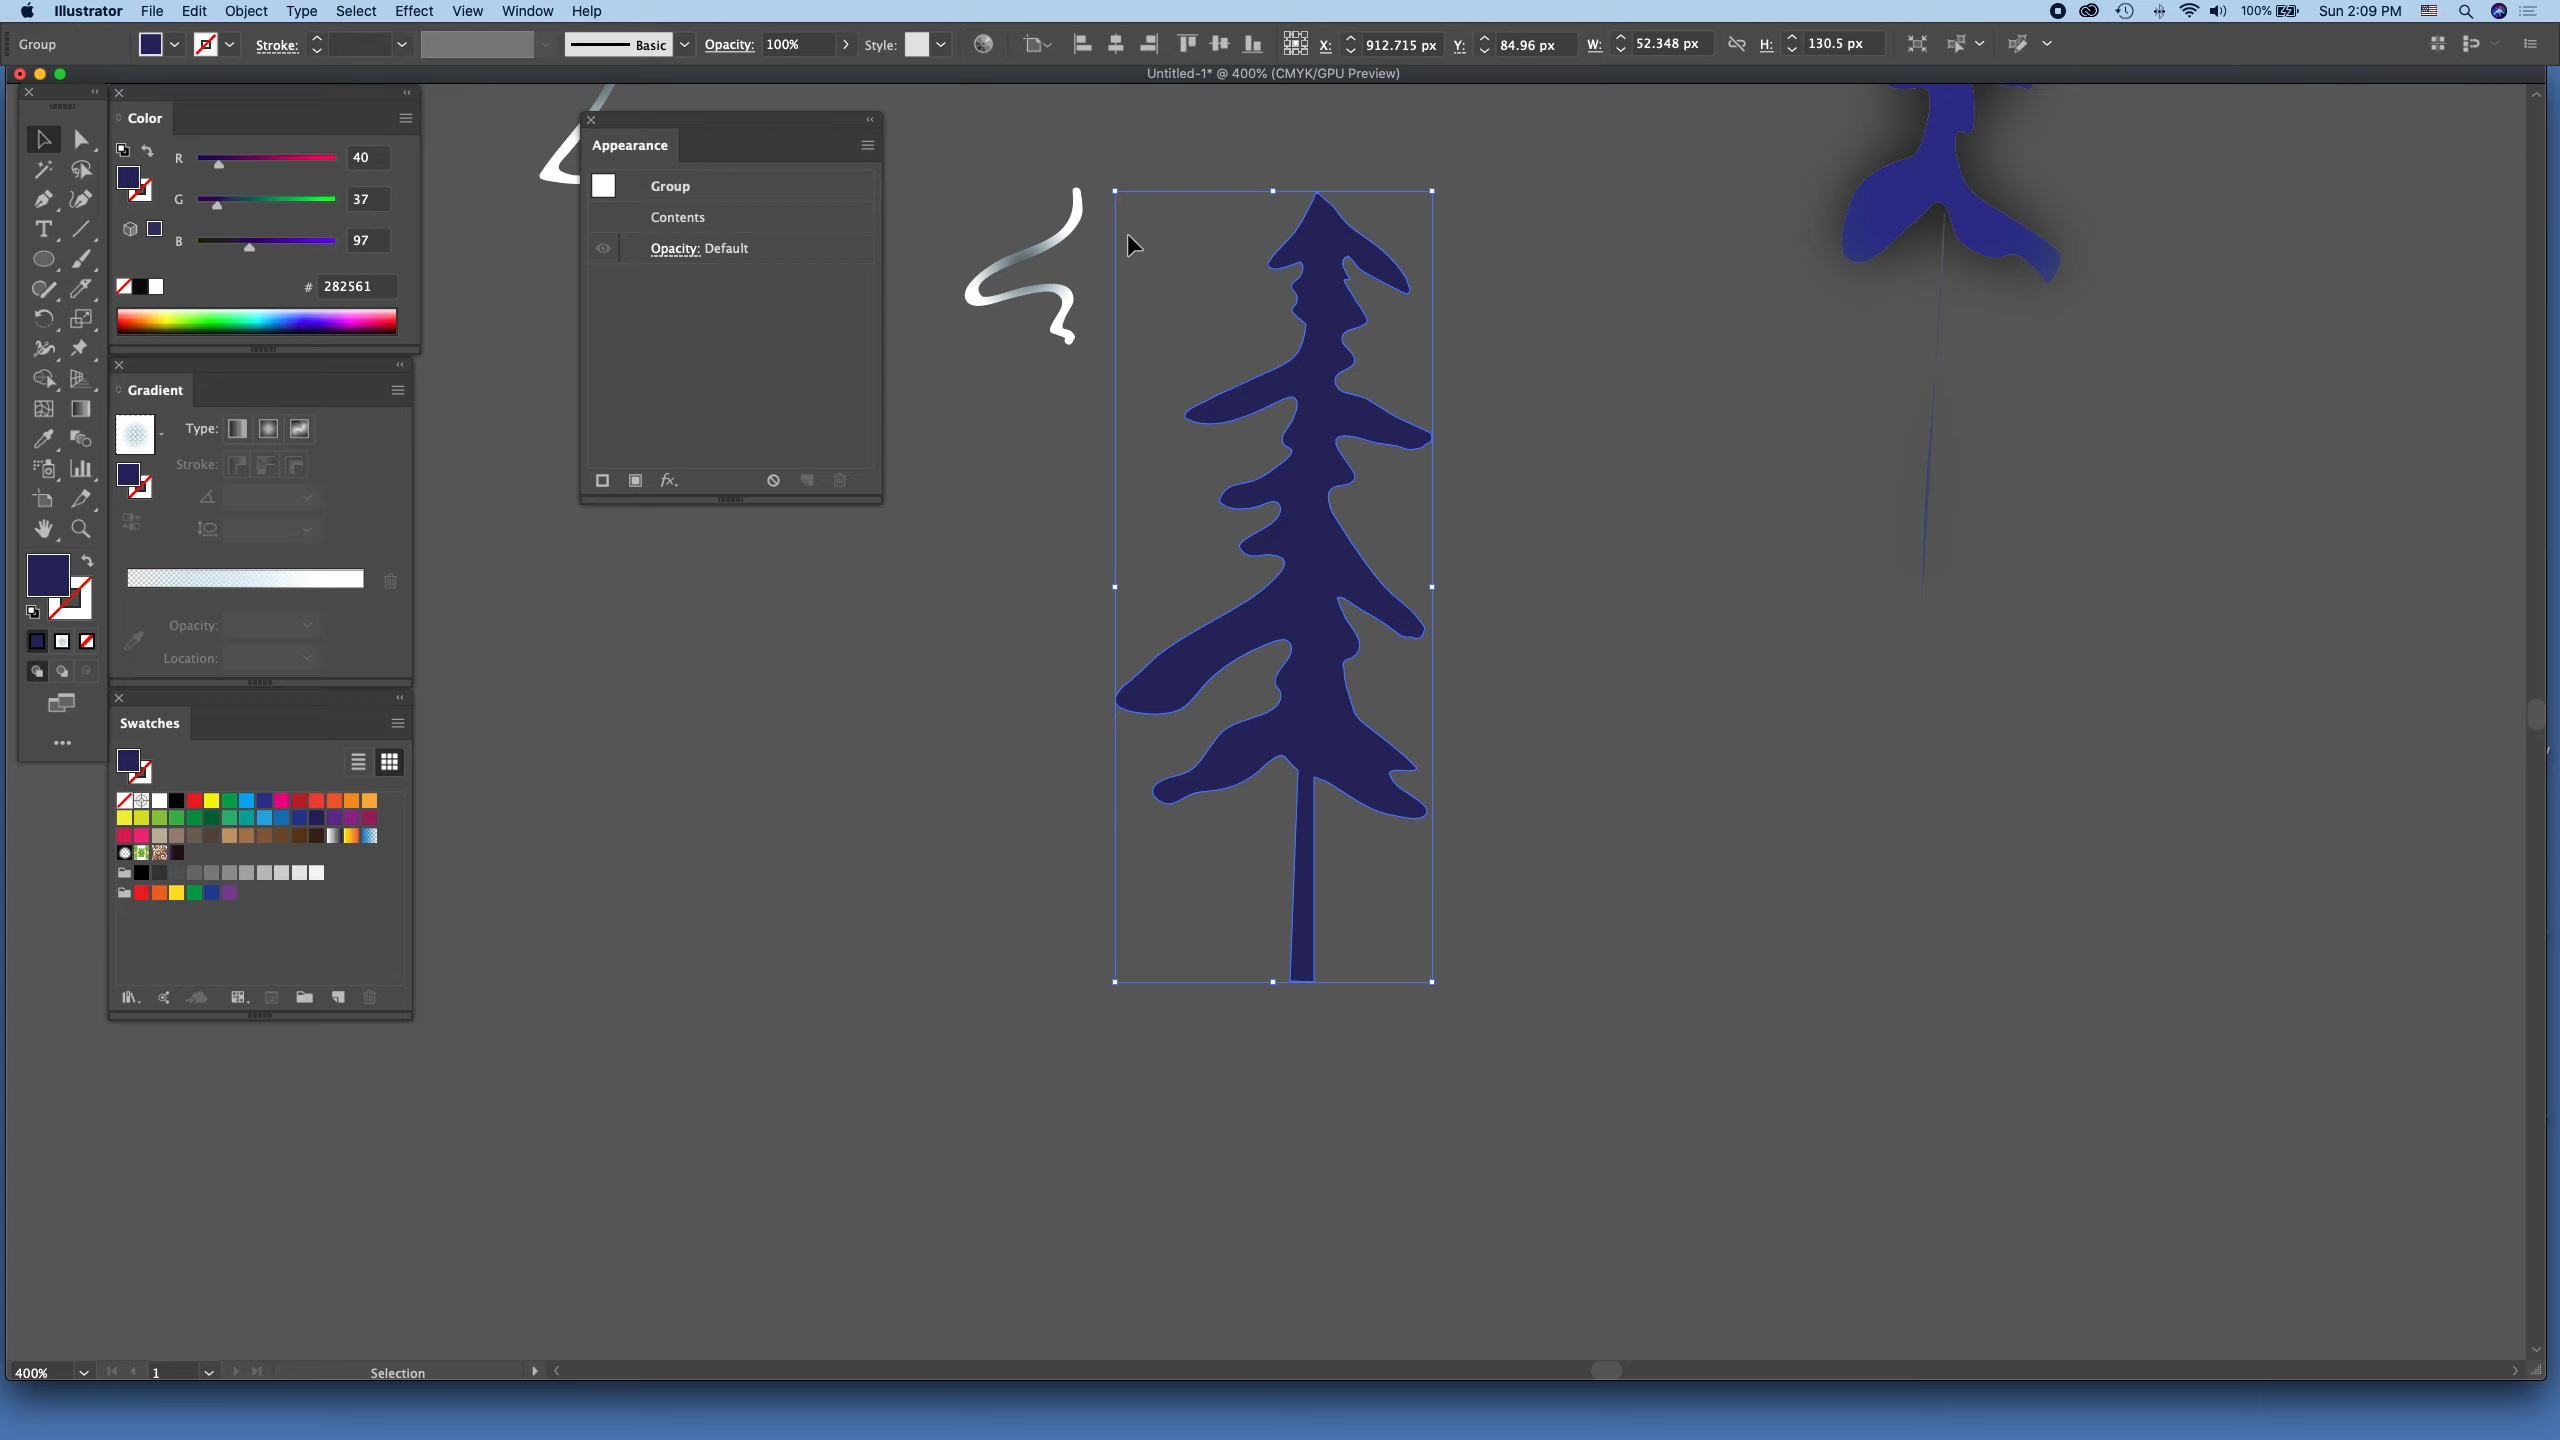 Illustrator File Edit Object Type Select Effect View Window Help 100% Sun 2:09 PM
Group Stroke: Basic Opacity: 100% Style: X: 912.715 px Y: 84.96 px W: 52.348 px H: 130.5 px
Untitled-1* @ 400% (CMYK/GPU Preview)
Color
R 40
G 37
B 97
# 282561
Gradient
Type:
Stroke:
Opacity:
Location:
Swatches
Appearance
Group
Contents
Opacity: Default
fx.
400% 1 Selection